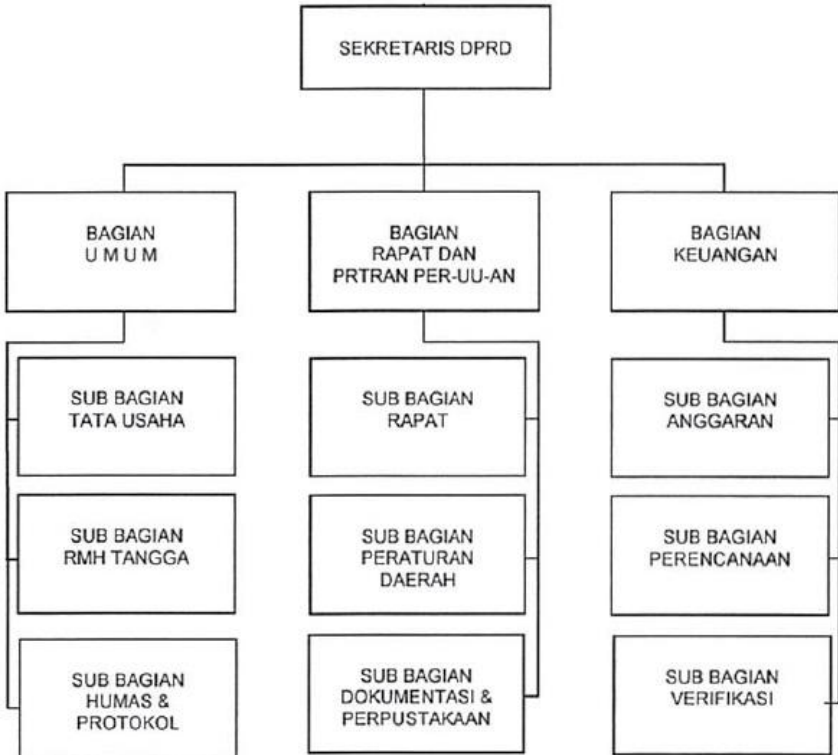 SEKRETARIS DPRD
BAGIAN
U M U M
BAGIAN
RAPAT DAN
PRTRAN PER-UU-AN
BAGIAN
KEUANGAN
SUB BAGIAN
TATA USAHA
SUB BAGIAN
RAPAT
SUB BAGIAN
ANGGARAN
SUB BAGIAN
RMH TANGGA
SUB BAGIAN
PERATURAN
DAERAH
SUB BAGIAN
PERENCANAAN
SUB BAGIAN
HUMAS &
PROTOKOL
SUB BAGIAN
DOKUMENTASI &
PERPUSTAKAAN
SUB BAGIAN
VERIFIKASI